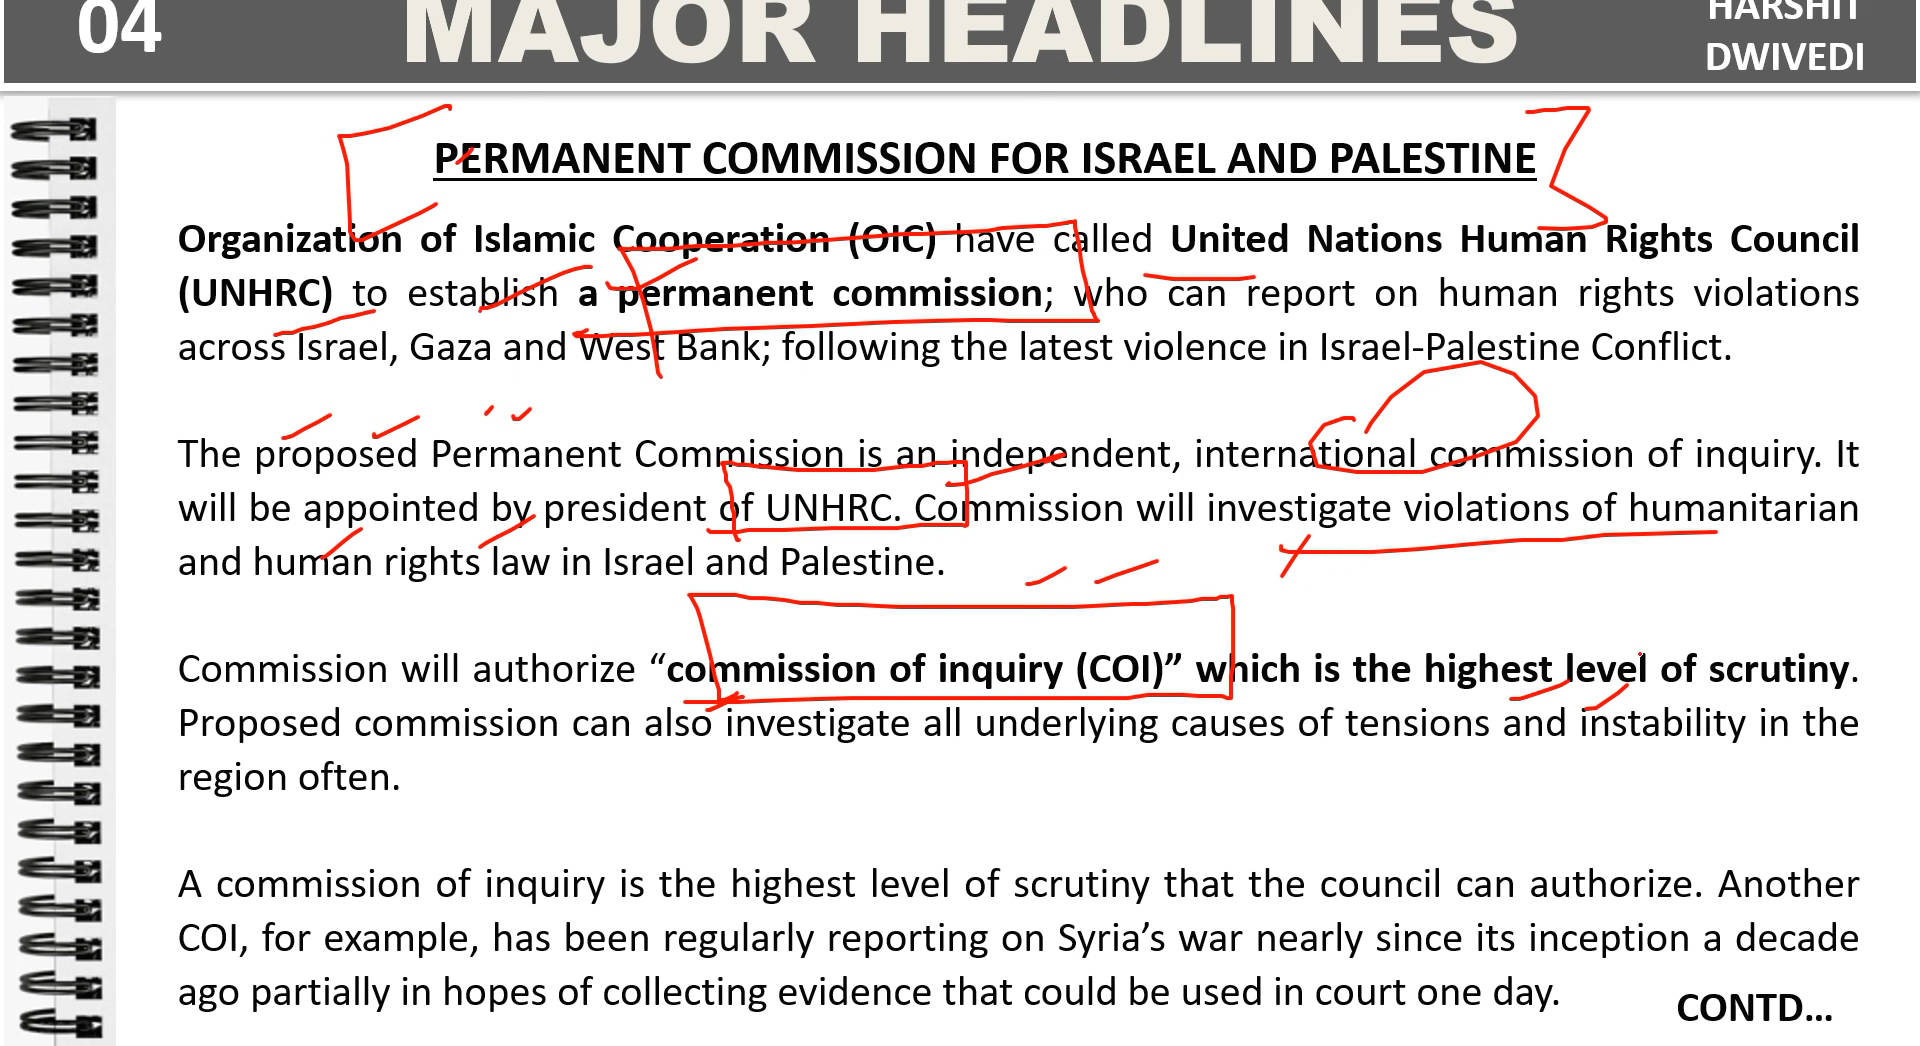 04
MAJOR HEADLINES
HARSHIT
DWIVEDI
PERMANENT COMMISSION FOR ISRAEL AND PALESTINE
Organization of Islamic Cooperation (OIC) have called United Nations Human Rights Council
(UNHRC) to establish a permanent commission; who can report on human rights violations
across Israel, Gaza and West Bank; following the latest violence in Israel-Palestine Conflict.
The proposed Permanent Commission is an independent, international commission of inquiry. It
will be appointed by president of UNHRC. Commission will investigate violations of humanitarian
and human rights law in Israel and Palestine.
Commission will authorize “commission of inquiry (COI)” which is the highest level of scrutiny.
Proposed commission can also investigate all underlying causes of tensions and instability in the
region often.
A commission of inquiry is the highest level of scrutiny that the council can authorize. Another
COI, for example, has been regularly reporting on Syria’s war nearly since its inception a decade
ago partially in hopes of collecting evidence that could be used in court one day.
CONTD...